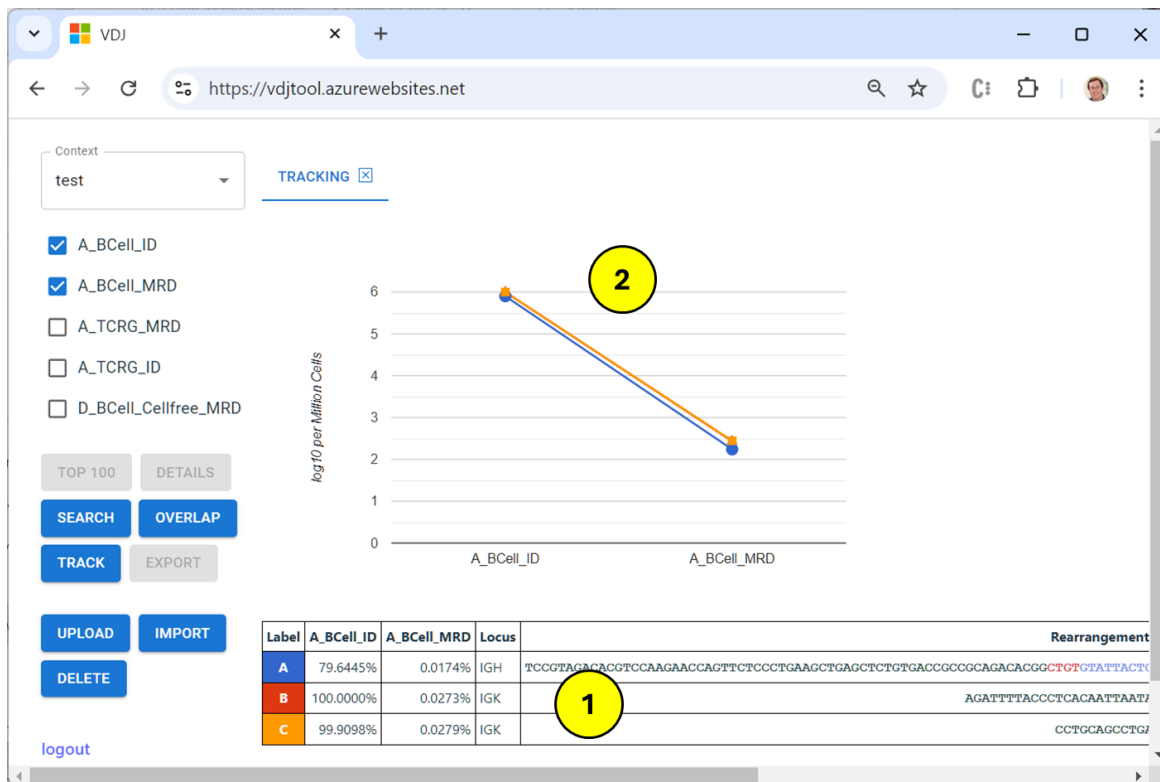 VDJ
https://vdjtool.azurewebsites.net
Context
test
TRACKING
A_BCell_ID
A_BCell_MRD
A_TCRG_MRD
A_TCRG_ID
D_BCell_Cellfree_MRD
TOP 100 DETAILS
SEARCH OVERLAP
TRACK EXPORT
UPLOAD IMPORT
DELETE
logout
2
6
5
4
3
2
1
0
log10 per Million Cells
A_BCell_ID A_BCell_MRD
Label A_BCell_ID A_BCell_MRD Locus Rearrangement
A 79.6445% 0.0174% IGH TCCGTAGACACGTCCAAGAACCAGTTCTCCCTGAAGCTGAGCTCTGTGACCGCCGCAGACACGGCTGTGTATTACTG
B 100.0000% 0.0273% IGK AGATTTTACCCTCACAATTAATA
C 99.9098% 0.0279% IGK CCTGCAGCCTGA
1